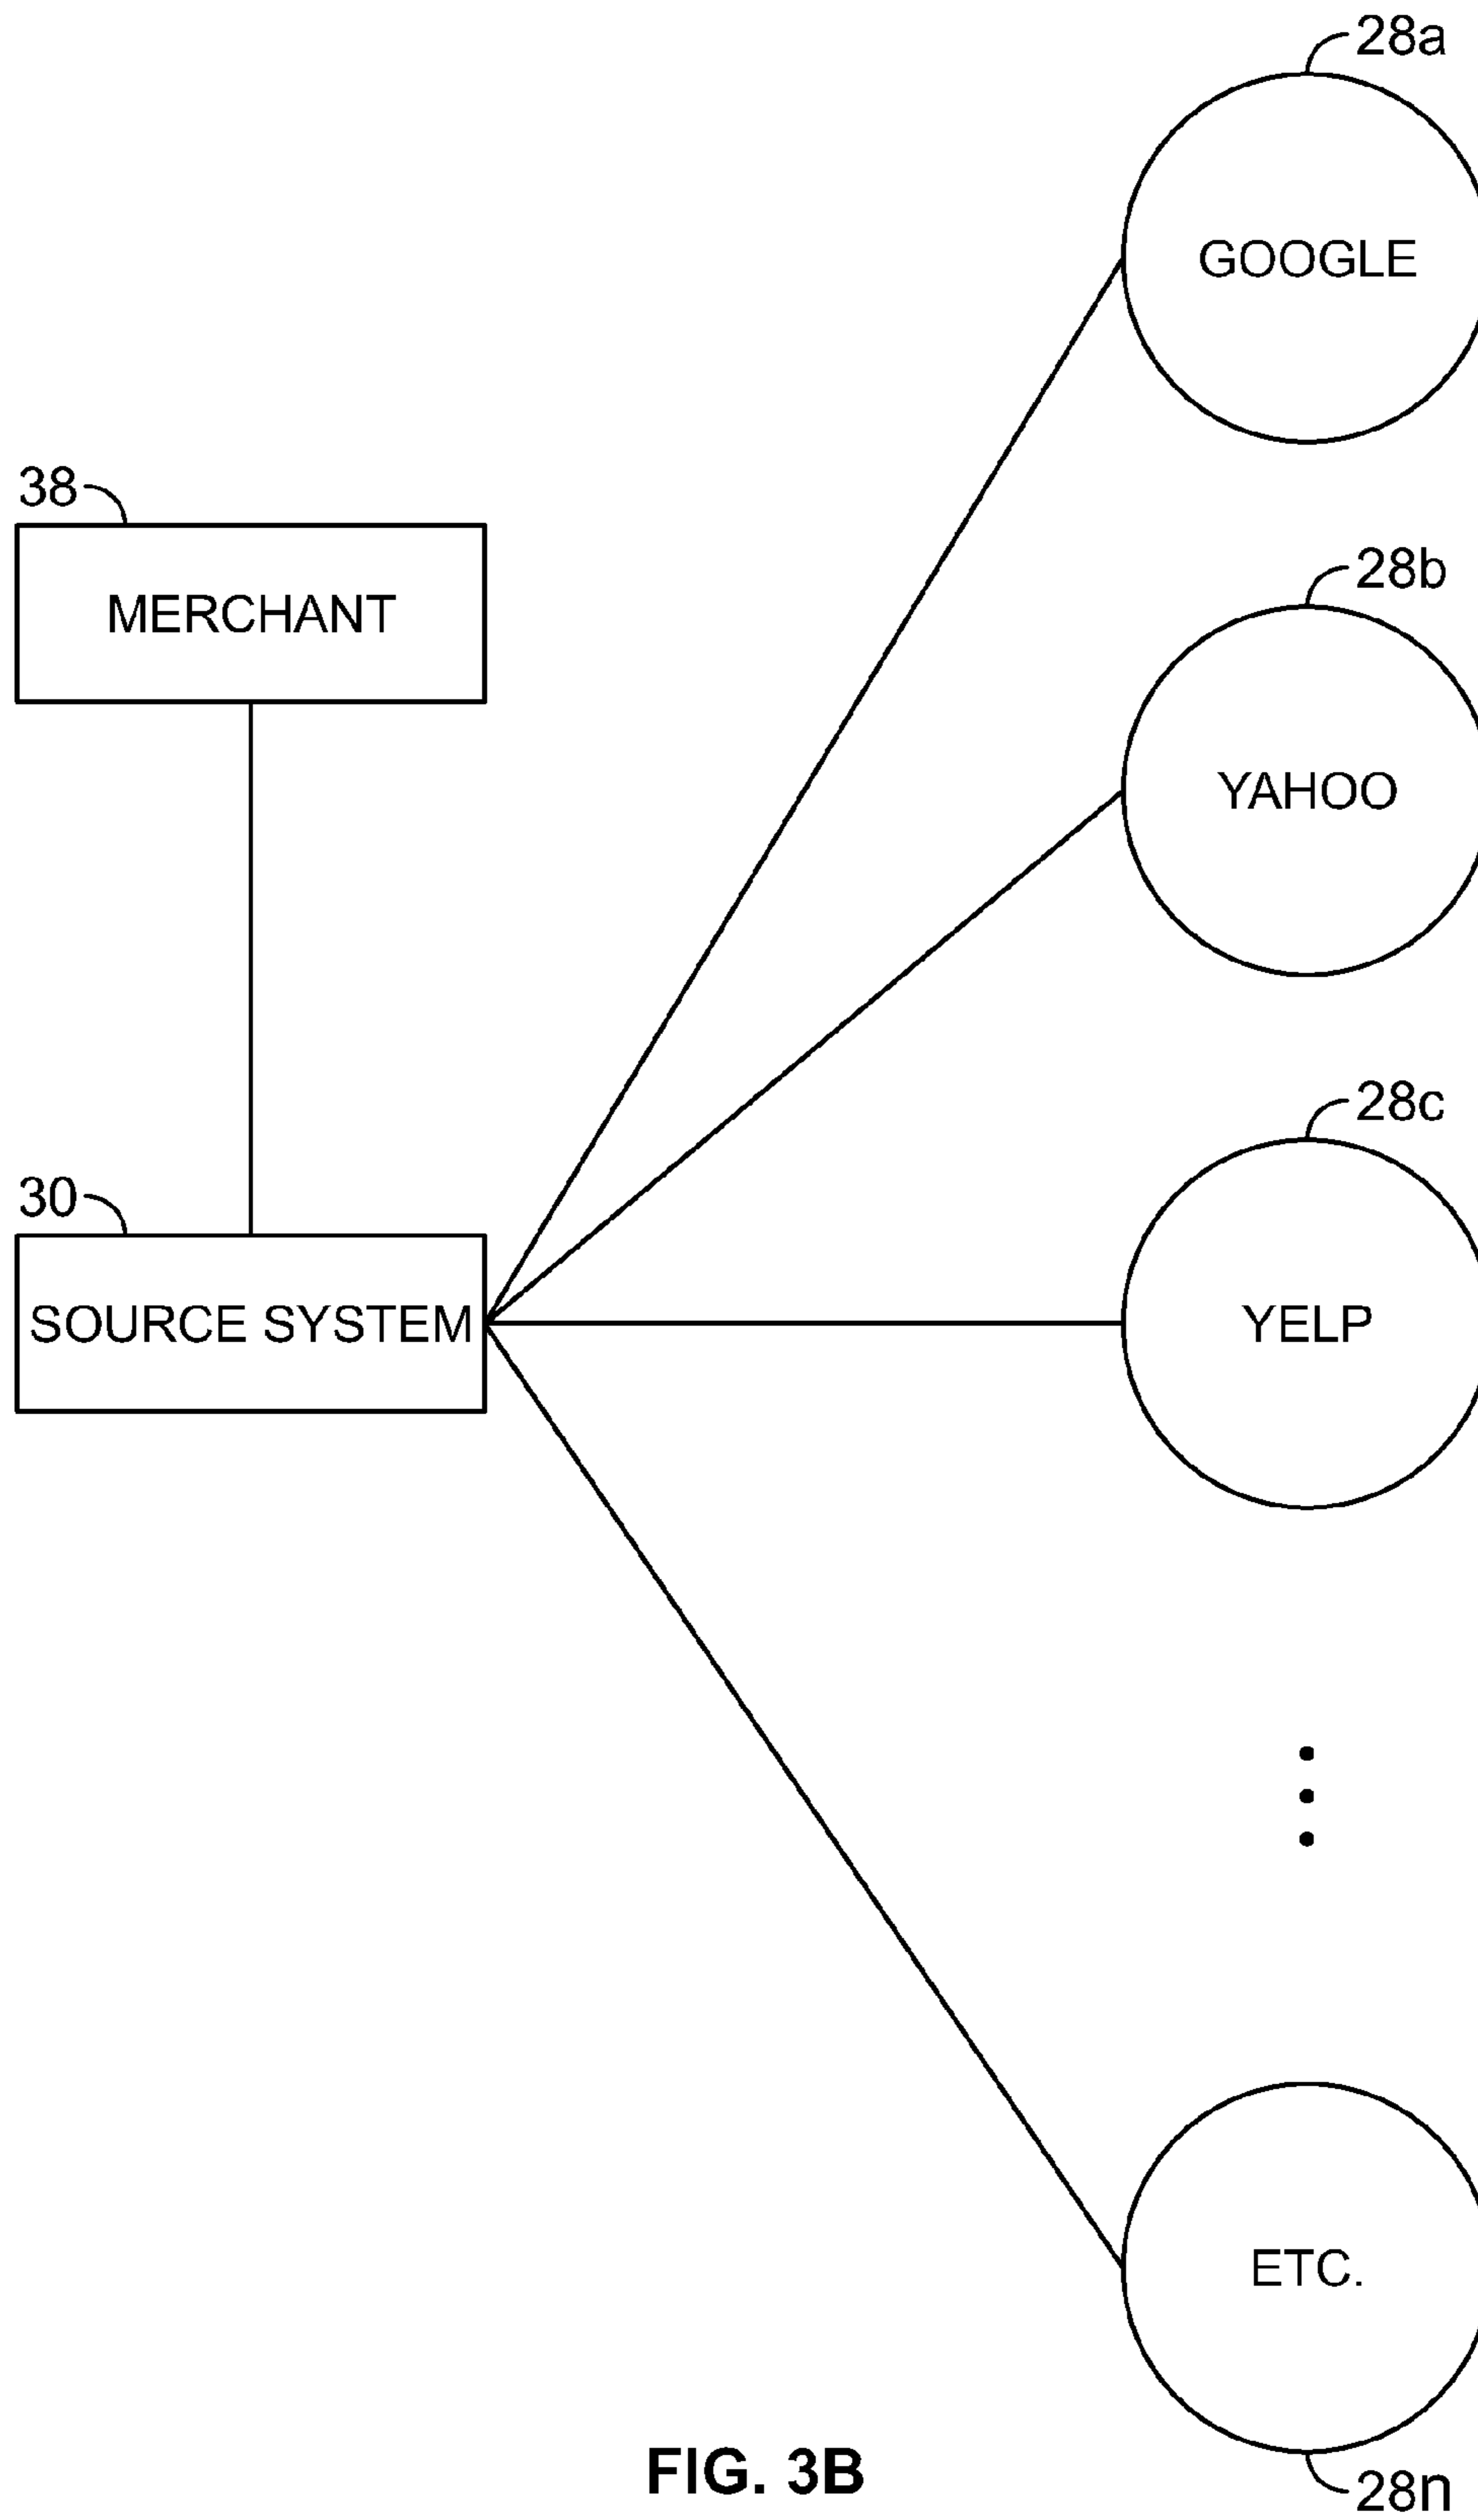 28a
GOOGLE
38
MERCHANT
28b
YAHOO
28c
30
SOURCE SYSTEM
YELP
ETC.
FIG. 3B
28n